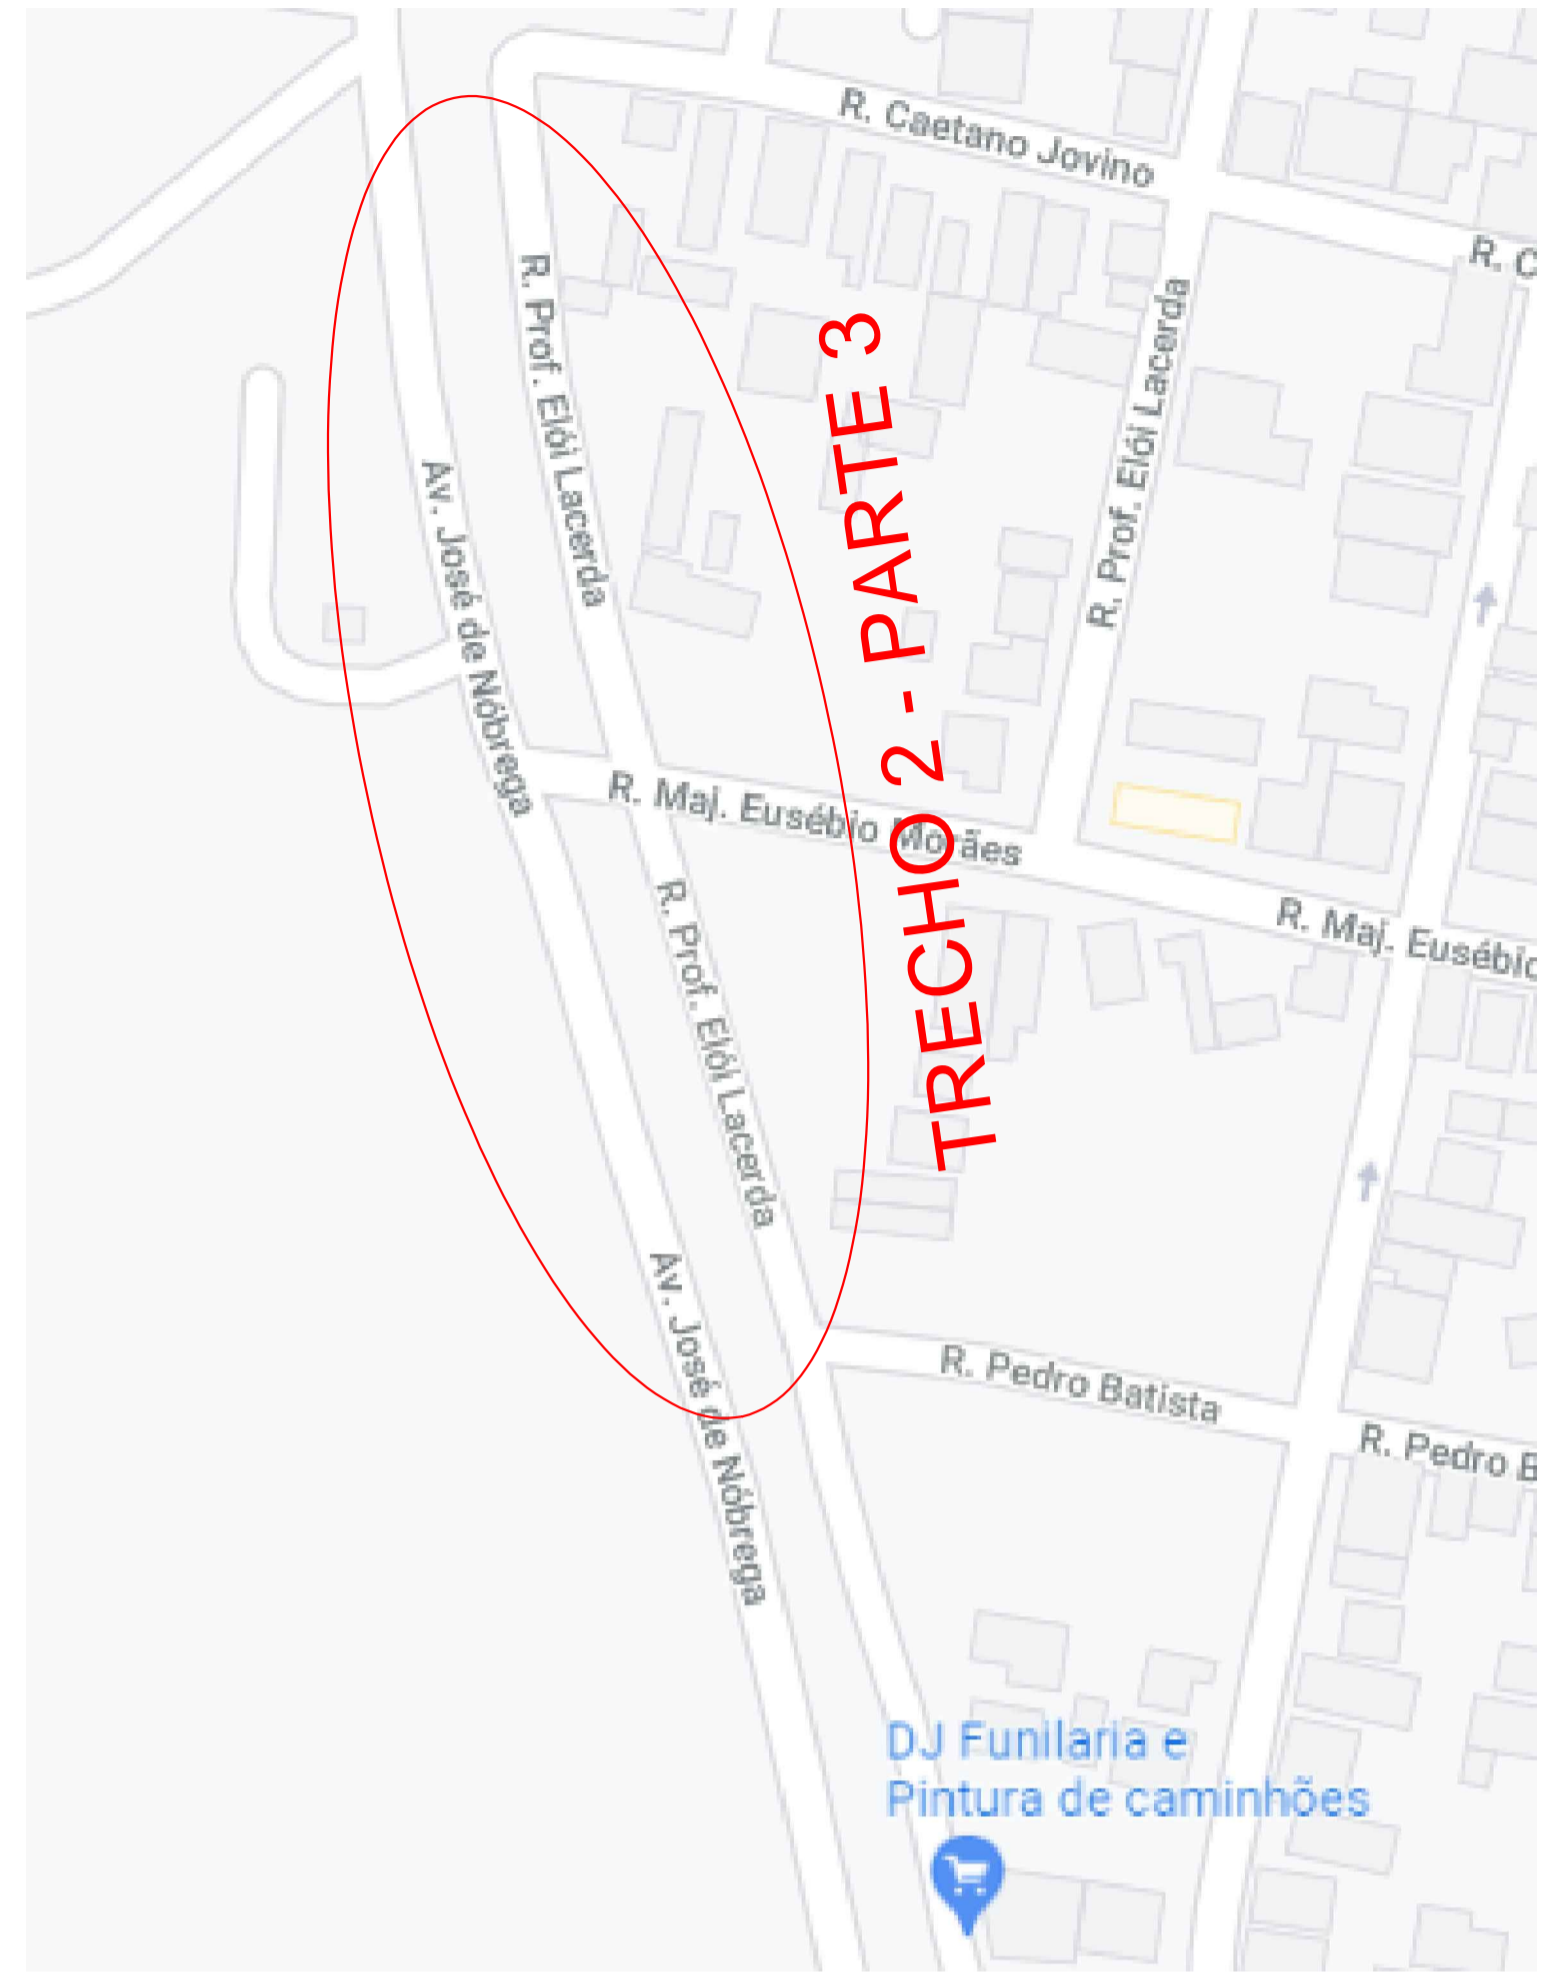 R. Caetano Jovino
R. C
R. Prof. Elói Lacerda
R. Prof. Elói Lacerda
TRECHO 2 - PARTE 3
Av. José de Nóbrega
R. Maj. Eusébio Morães
R. Maj. Eusébio
R. Prof. Elói Lacerda
Av. José de Nóbrega
R. Pedro Batista
R. Pedro B
DJ Funilaria e
Pintura de caminhões